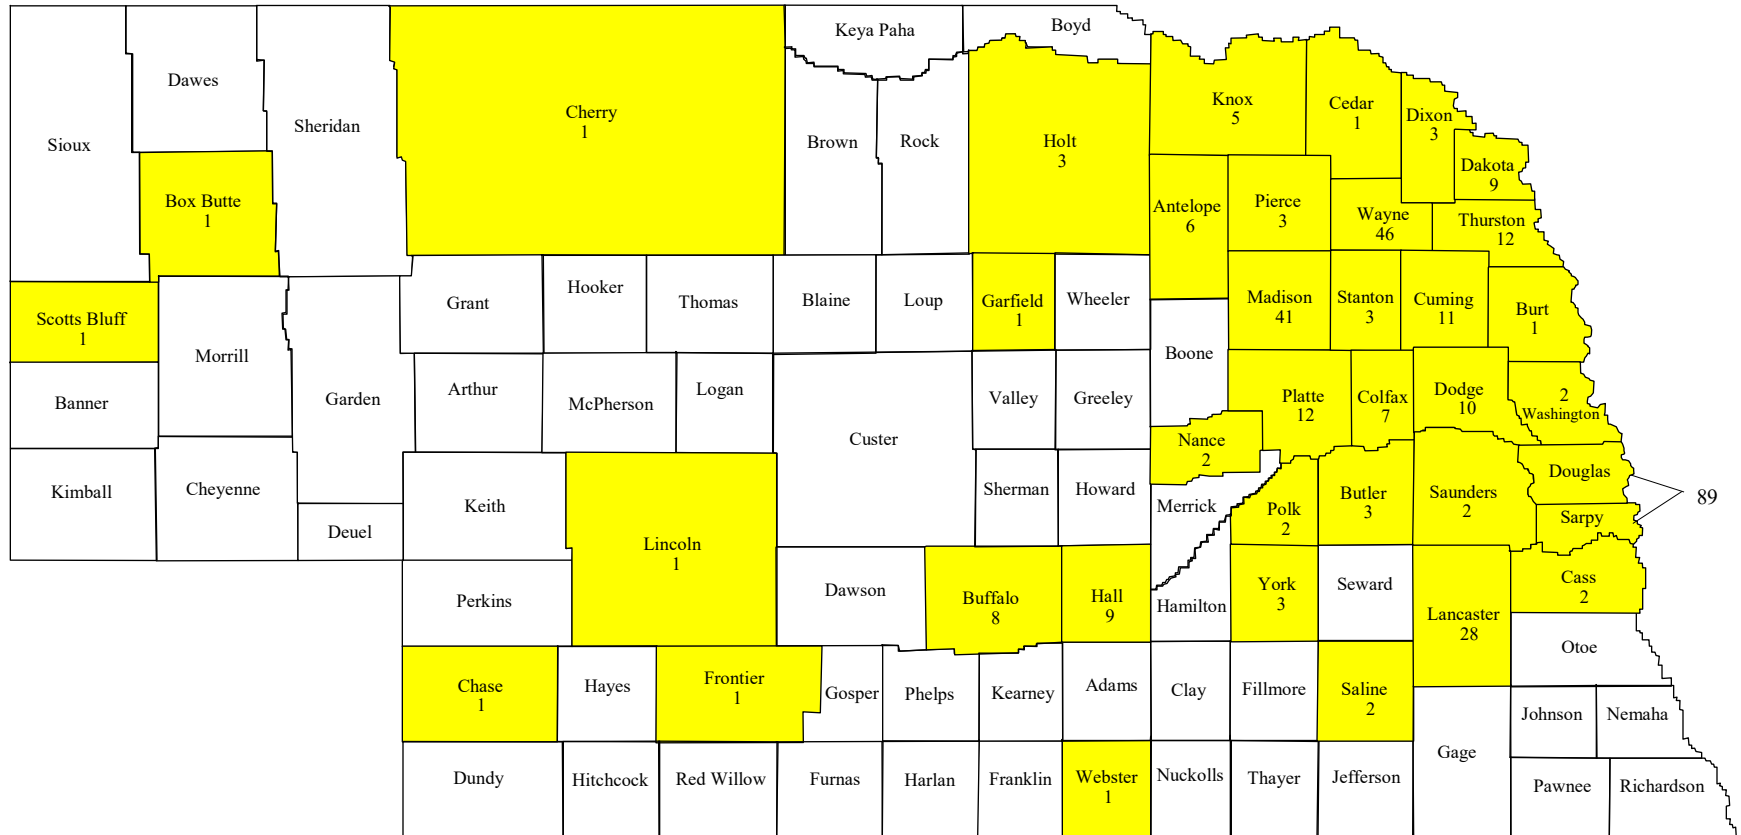 Boyd
Keya Paha
Dawes
Knox
5
Cedar
1
Cherry
1
Dixon
3
Sheridan
Sioux
Brown
Rock
Holt
3
Dakota
9
Box Butte
1
Antelope
6
Pierce
3
Wayne
46
Thurston
12
Grant
Hooker
Thomas
Blaine
Loup
Garfield
1
Wheeler
Madison
41
Stanton
3
Cuming
11
Burt
1
Scotts Bluff
1
Morrill
Boone
Banner
Garden
Arthur
McPherson
Logan
Valley
Greeley
Platte
12
Colfax
7
Dodge
10
2
Washington
Custer
Nance
2
Kimball
Cheyenne
Keith
Sherman
Howard
Merrick
Polk
2
Butler
3
Saunders
2
Douglas
89
Sarpy
Deuel
Lincoln
1
Perkins
Dawson
Buffalo
8
Hall
9
Hamilton
York
3
Seward
Lancaster
28
Cass
2
Otoe
Chase
1
Hayes
Frontier
1
Gosper
Phelps
Kearney
Adams
Clay
Fillmore
Saline
2
Johnson
Nemaha
Gage
Dundy
Hitchcock
Red Willow
Furnas
Harlan
Franklin
Webster
1
Nuckolls
Thayer
Jefferson
Pawnee
Richardson